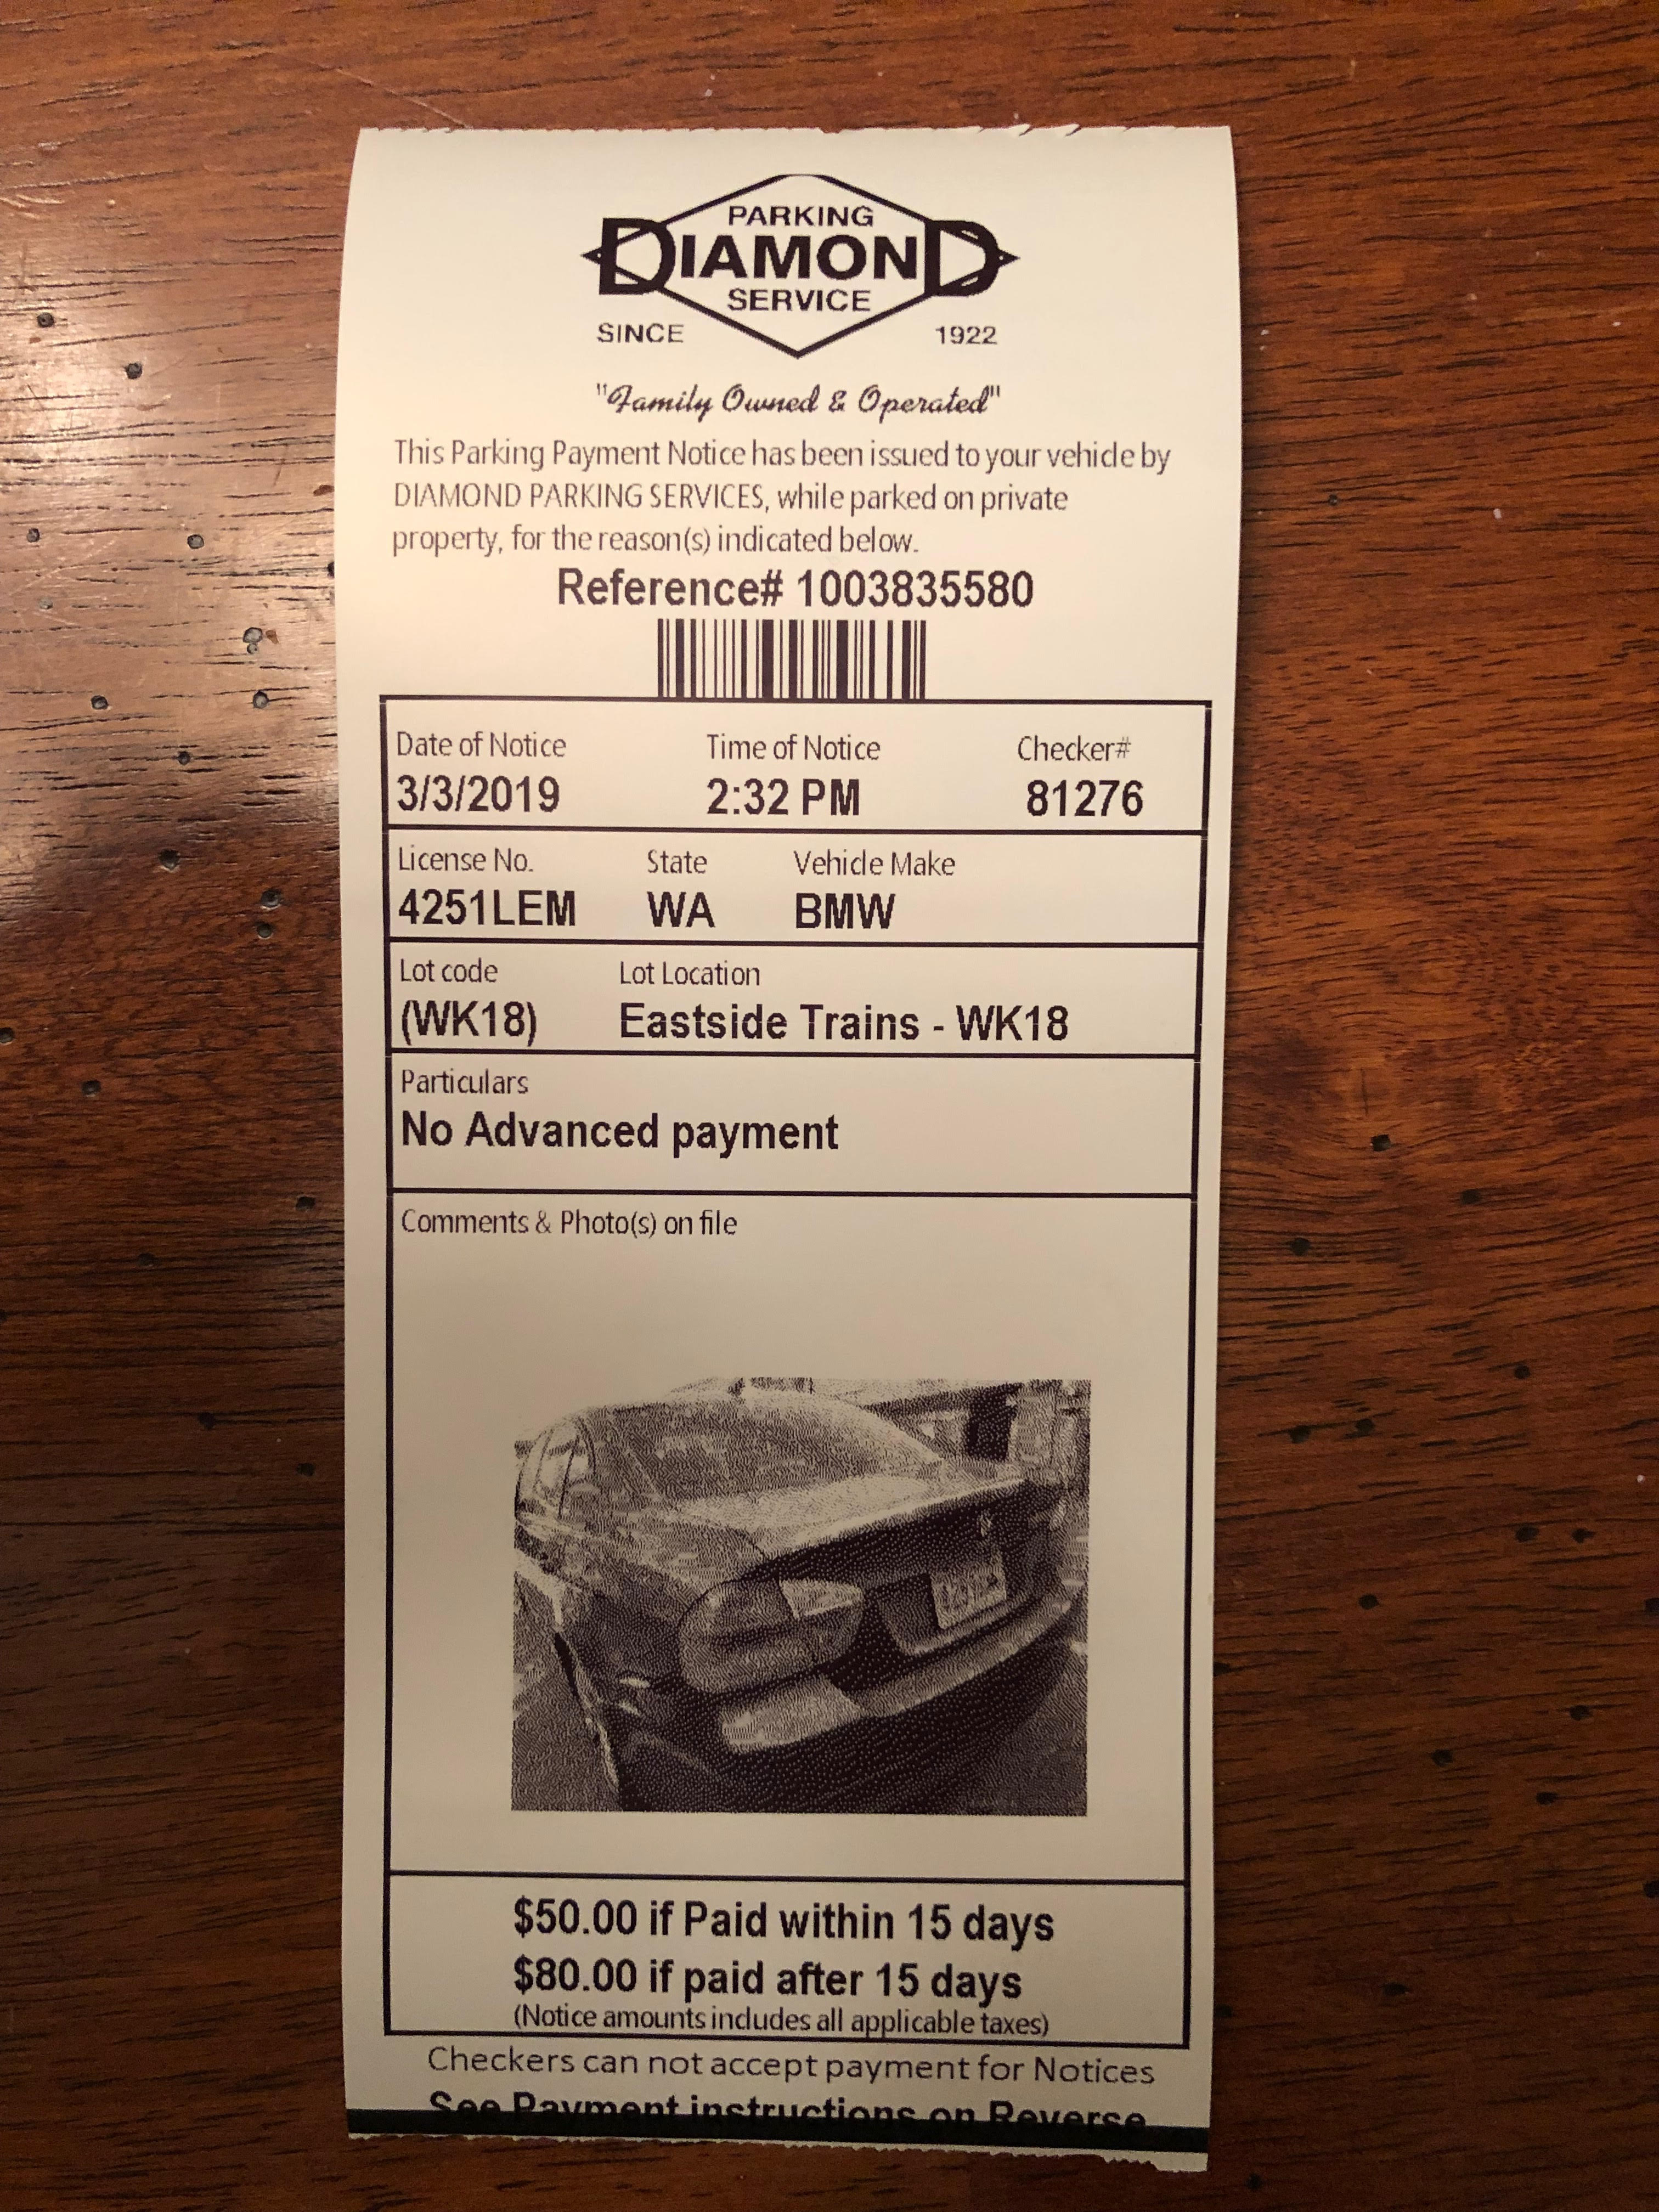 PARKING
DIAMOND
SERVICE
SINCE 1922
"Family Owned & Operated"
This Parking Payment Notice has been issued to your vehicle by
DIAMOND PARKING SERVICES, while parked on private
property, for the reason(s) indicated below.
Reference# 1003835580
Date of Notice Time of Notice Checker#
3/3/2019 2:32 PM 81276
License No. State Vehicle Make
4251LEM WA BMW
Lot code Lot Location
(WK18) Eastside Trains - WK18
Particulars
No Advanced payment
Comments & Photo(s) on file
$50.00 if Paid within 15 days
$80.00 if paid after 15 days
(Notice amounts includes all applicable taxes)
Checkers can not accept payment for Notices
See Payment instructions on Reverse